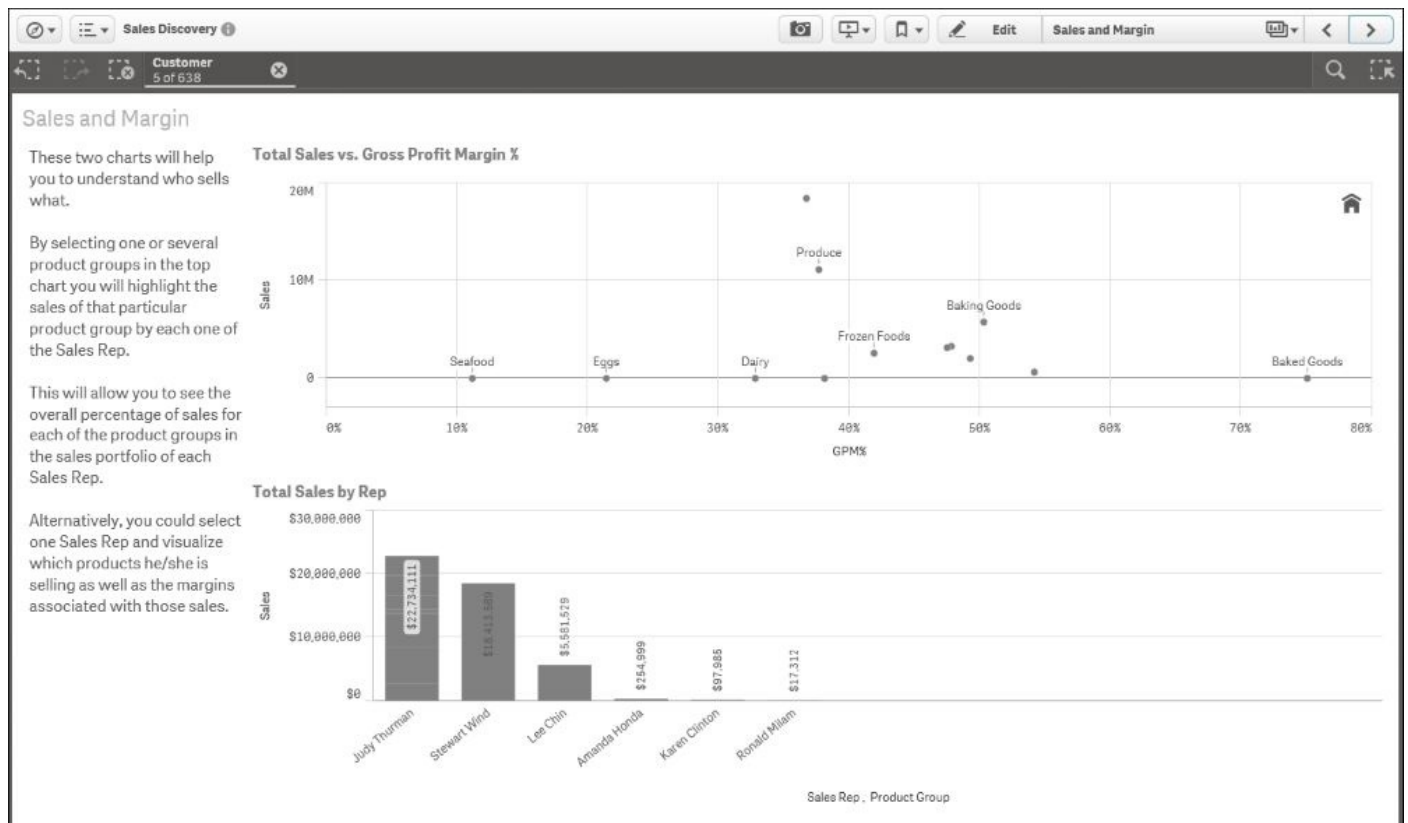 Sales Discovery
Edit
Sales and Margin
Customer
5 of 638
Sales and Margin
These two charts will help
you to understand who sells
what.
By selecting one or several
product groups in the top
chart you will highlight the
sales of that particular
product group by each one of
the Sales Rep.
This will allow you to see the
overall percentage of sales for
each of the product groups in
the sales portfolio of each
Sales Rep.
Alternatively, you could select
one Sales Rep and visualize
which products he/she is
selling as well as the margins
associated with those sales.
Total Sales vs. Gross Profit Margin %
20M
10M
0
Sales
Produce
Baking Goods
Frozen Foods
Seafood
Eggs
Dairy
Baked Goods
0%
10%
20%
30%
40%
50%
60%
70%
80%
GPM%
Total Sales by Rep
$30,000,000
$20,000,000
$10,000,000
$0
Sales
$22,734,111
$18,413,589
$5,581,529
$254,999
$97,985
$17,312
Judy Thurman
Stewart Wind
Lee Chin
Amanda Honda
Karen Clinton
Ronald Milam
Sales Rep , Product Group